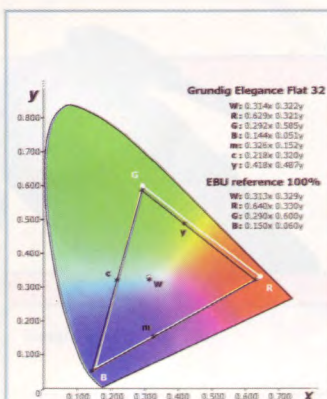 y
Grundig Elegance Flat 32
W: 0.314x 0.322y
R: 0.629x 0.321y
G: 0.292x 0.585y
B: 0.144x 0.051y
m: 0.326x 0.152y
c: 0.218x 0.320y
y: 0.418x 0.487y
EBU reference 100%
W: 0.313x 0.329y
R: 0.640x 0.330y
G: 0.290x 0.600y
B: 0.150x 0.060y
0.800
0.700
0.600
0.500
0.400
0.300
0.200
0.100
G
y
c
W
R
m
B
0 0.100 0.200 0.300 0.400 0.500 0.600 0.700 x